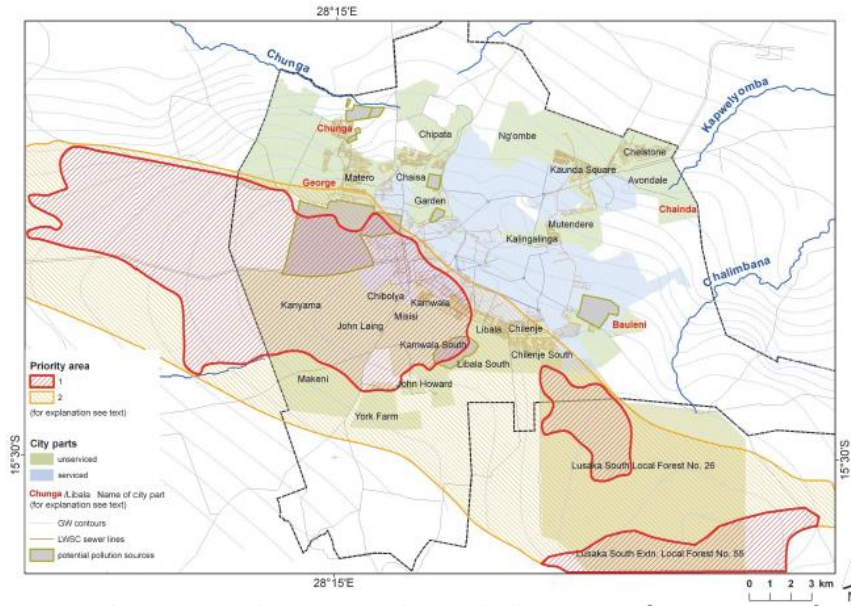 28°15'E
Chunga
Kapwelyomba
Chunga
Chipata
Ng'ombe
Chelstone
Kaunda Square
Matero
Chaisa
Avondale
George
Garden
Chainda
Mutendere
Kalingalinga
Chalimbana
Chibolya
Kanyama
Kamwala
Misisi
John Laing
Libala
Chilenje
Bauleni
Kamwala South
Chilenje South
Libala South
Makeni
John Howard
York Farm
15°30'S
15°30'S
Lusaka South Local Forest No. 26
Lusaka South Extn. Local Forest No. 55
Priority area
1
2
(for explanation see text)
City parts
unserviced
serviced
Chunga /Libala Name of city part
(for explanation see text)
GW contours
LWSC sewer lines
potential pollution sources
28°15'E
0 1 2 3 km
N